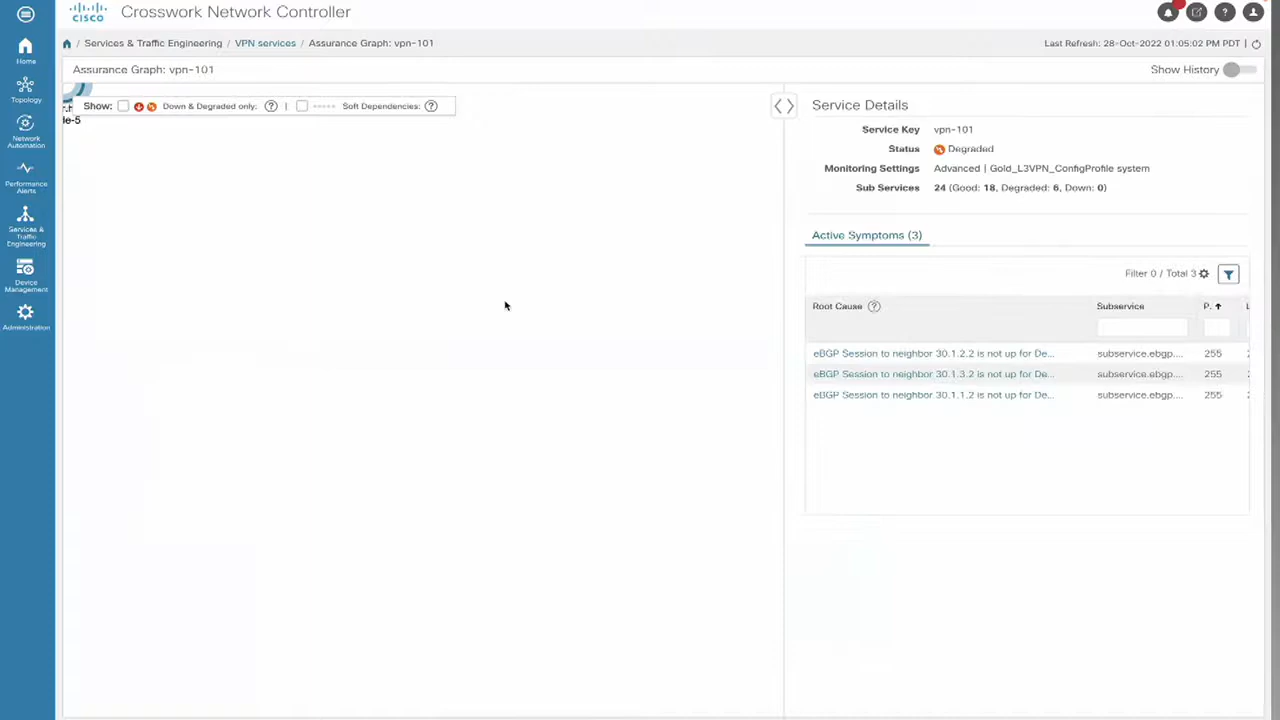 CISCO
Crosswork Network Controller
/ Services & Traffic Engineering / VPN services / Assurance Graph: vpn-101
Last Refresh: 28-Oct-2022 01:05:02 PM PDT |
Assurance Graph: vpn-101
Show History
Home
Topology
Network
Automation
Performance
Alerts
Services &
Traffic
Engineering
Device
Management
Administration
Show: Down & Degraded only: ? | Soft Dependencies: ?
de-5
Service Details
Service Key vpn-101
Status Degraded
Monitoring Settings Advanced | Gold_L3VPN_ConfigProfile system
Sub Services 24 (Good: 18, Degraded: 6, Down: 0)
Active Symptoms (3)
Filter 0 / Total 3
Root Cause ? Subservice P.
eBGP Session to neighbor 30.1.2.2 is not up for De... subservice.ebgp.... 255
eBGP Session to neighbor 30.1.3.2 is not up for De... subservice.ebgp.... 255
eBGP Session to neighbor 30.1.1.2 is not up for De... subservice.ebgp.... 255